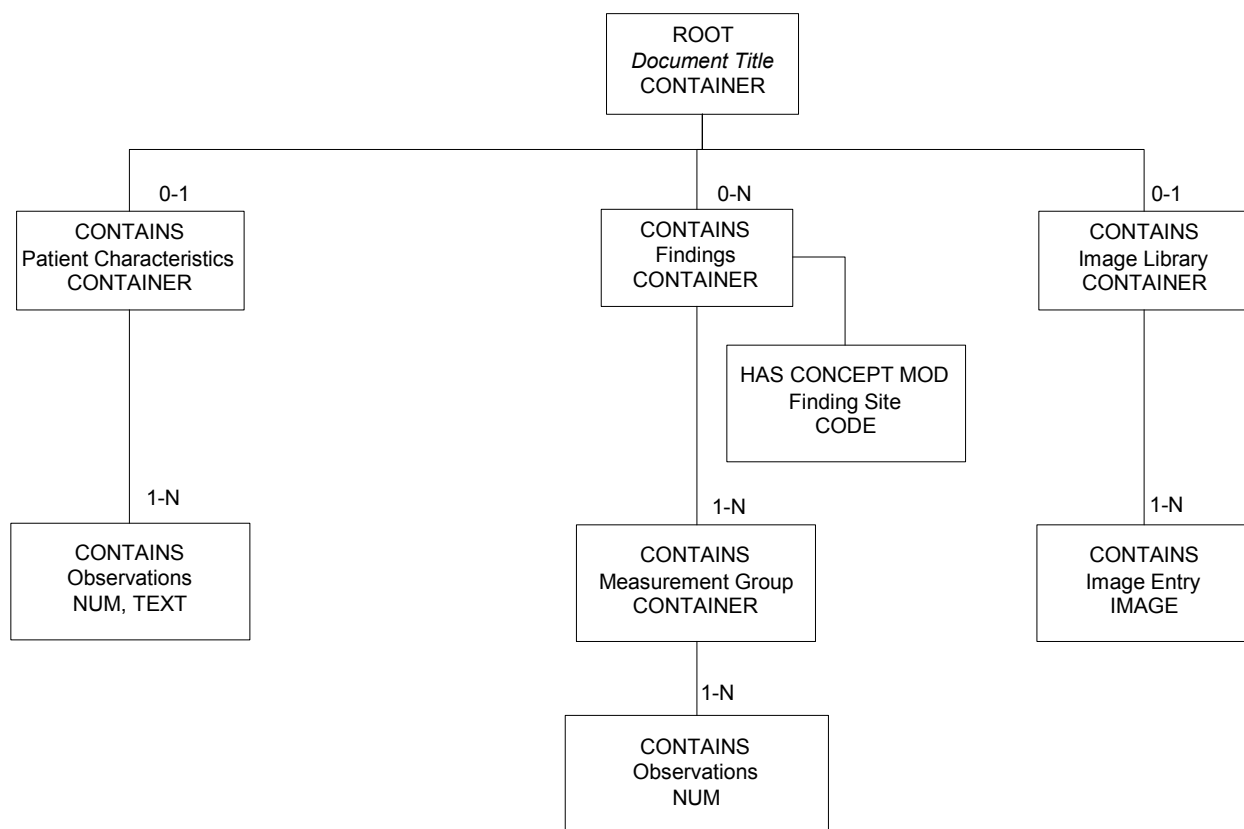 ROOT
Document Title
CONTAINER
0-1
0-N
0-1
CONTAINS
Patient Characteristics
CONTAINER
CONTAINS
Findings
CONTAINER
CONTAINS
Image Library
CONTAINER
HAS CONCEPT MOD
Finding Site
CODE
1-N
1-N
1-N
CONTAINS
Observations
NUM, TEXT
CONTAINS
Measurement Group
CONTAINER
CONTAINS
Image Entry
IMAGE
1-N
CONTAINS
Observations
NUM